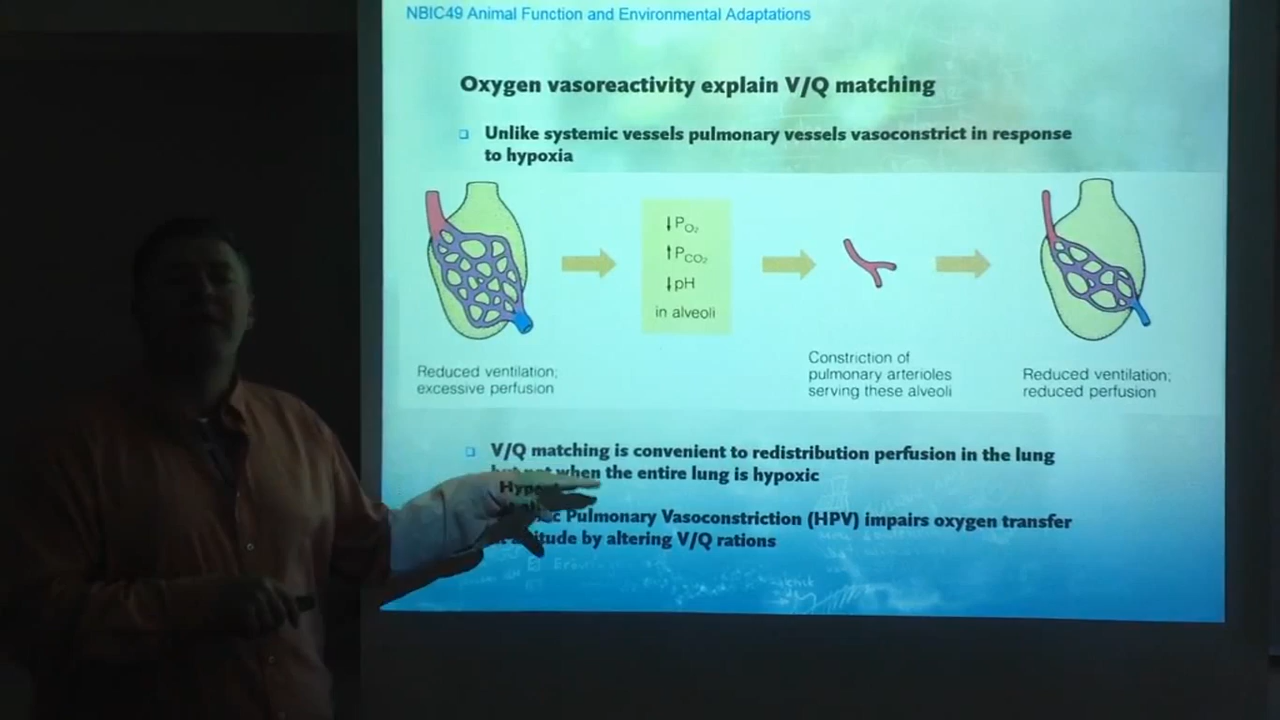 NBIC49 Animal Function and Environmental Adaptations
Oxygen vasoreactivity explain V/Q matching
Unlike systemic vessels pulmonary vessels vasoconstrict in response
to hypoxia
↓PO₂
↑PCO₂
↓pH
in alveoli
Reduced ventilation;
excessive perfusion
Constriction of
pulmonary arterioles
serving these alveoli
Reduced ventilation;
reduced perfusion
V/Q matching is convenient to redistribution perfusion in the lung
when the entire lung is hypoxic
Pulmonary Vasoconstriction (HPV) impairs oxygen transfer
by altering V/Q rations